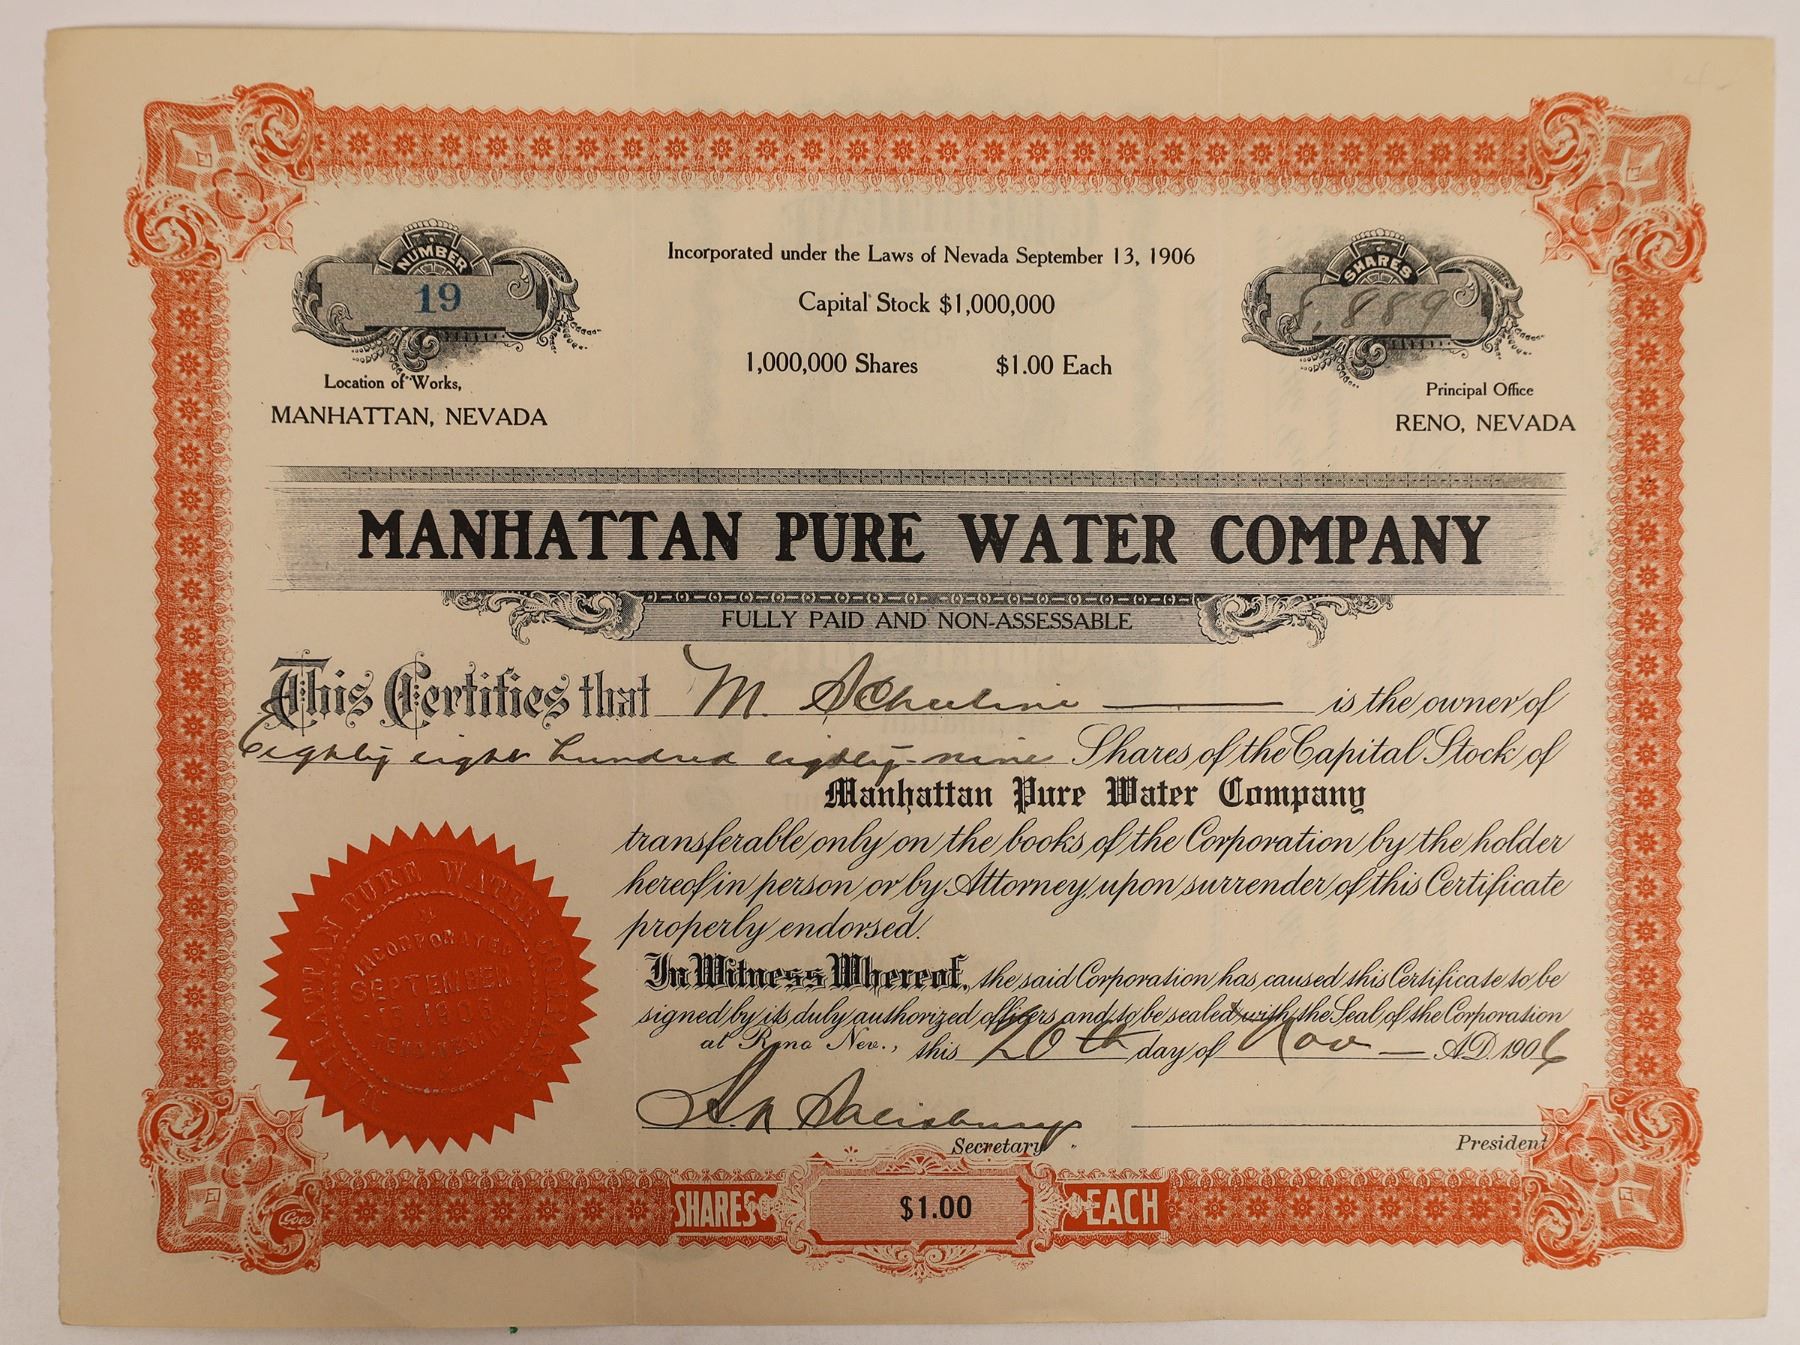 NUMBER
19
Incorporated under the Laws of Nevada September 13, 1906
SHARES
8,889
Capital Stock $1,000,000
1,000,000 Shares $1.00 Each
Location of Works,
MANHATTAN, NEVADA
Principal Office
RENO, NEVADA
MANHATTAN PURE WATER COMPANY
FULLY PAID AND NON-ASSESSABLE
This Certifies that M. Scheeline is the owner of
Eighty eight hundred eighty-nine Shares of the Capital Stock of
Manhattan Pure Water Company
transferable only on the books of the Corporation by the holder
hereof in person or by Attorney upon surrender of this Certificate
properly endorsed.
In Witness Whereof, the said Corporation has caused this Certificate to be
signed by its duly authorized officers and to be sealed with the Seal of the Corporation
at Reno Nev., this 20th day of Nov A.D. 1906
MANHATTAN PURE WATER COMPANY
INCORPORATED
SEPTEMBER
13, 1906
Salisbury
Secretary
President
Goes
SHARES $1.00 EACH